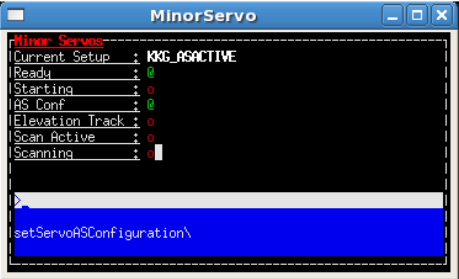 MinorServo
Minor Servos
Current Setup : KKG_ASACTIVE
Ready : @
Starting : o
AS Conf : @
Elevation Track : o
Scan Active : o
Scanning : o
>_
setServoASConfiguration\